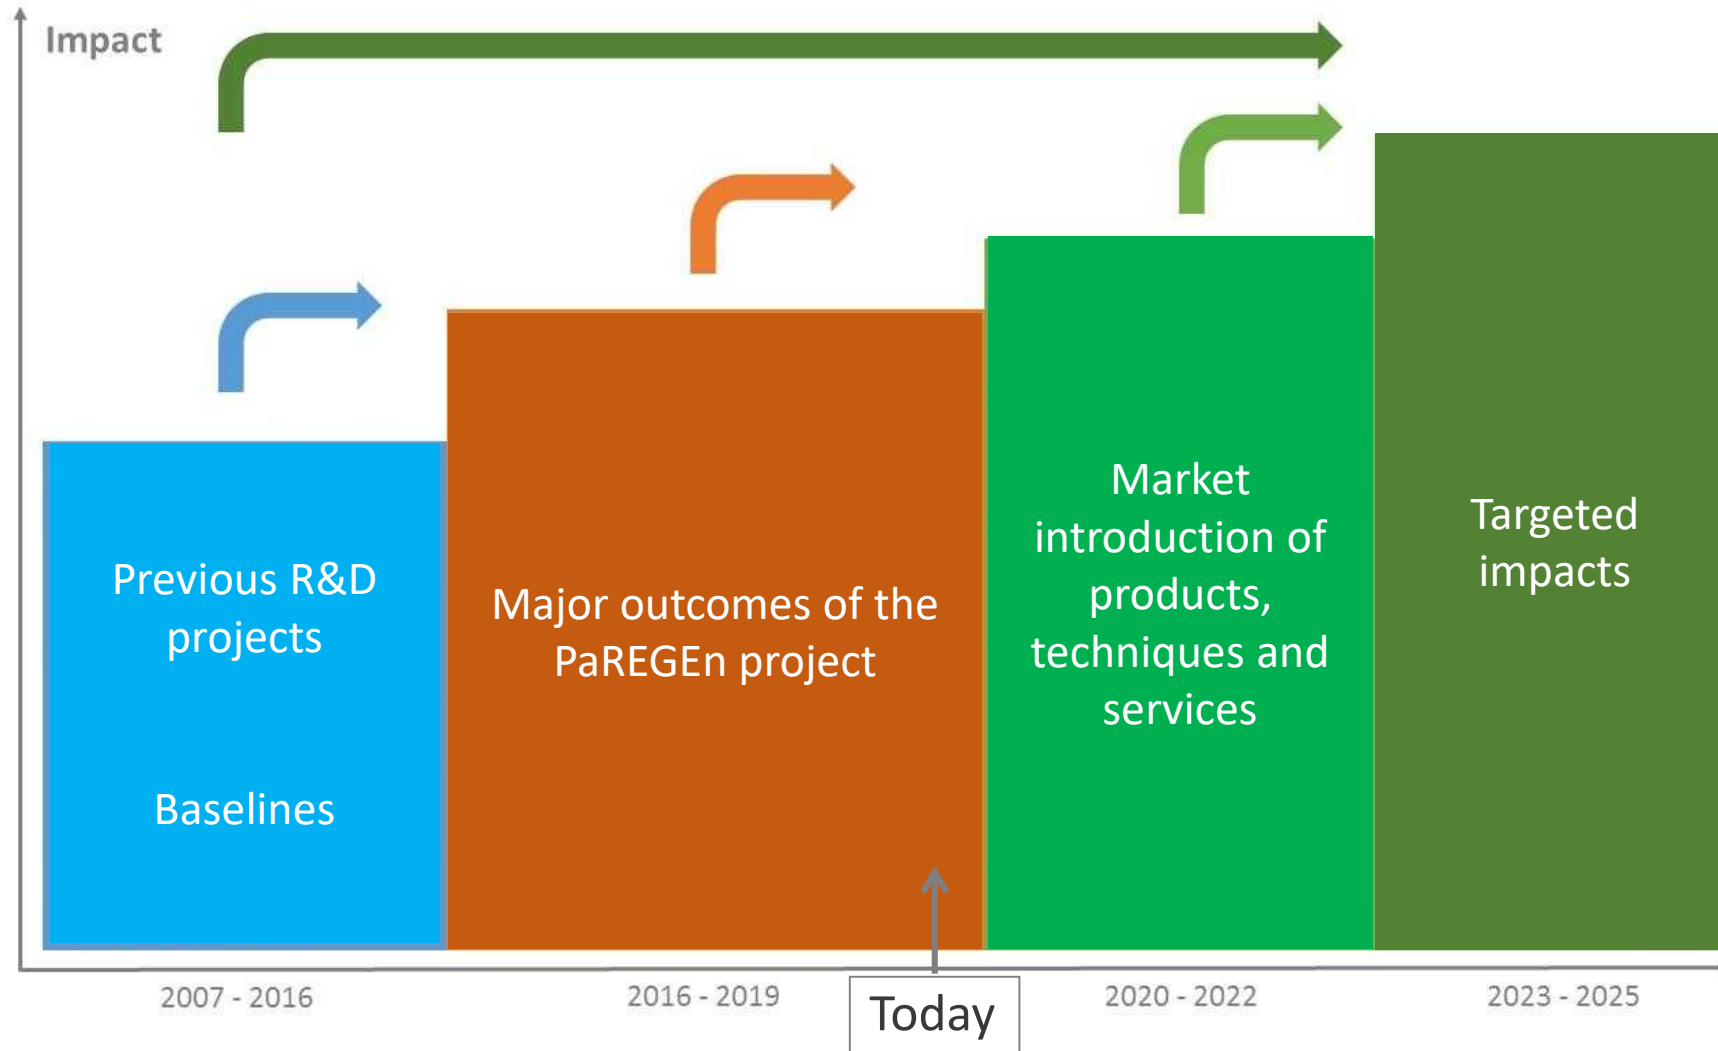 Impact
Previous R&D
projects
Baselines
Major outcomes of the
PaREGEn project
Market
introduction of
products,
techniques and
services
Targeted
impacts
2007 - 2016
2016 - 2019
Today
2020 - 2022
2023 - 2025